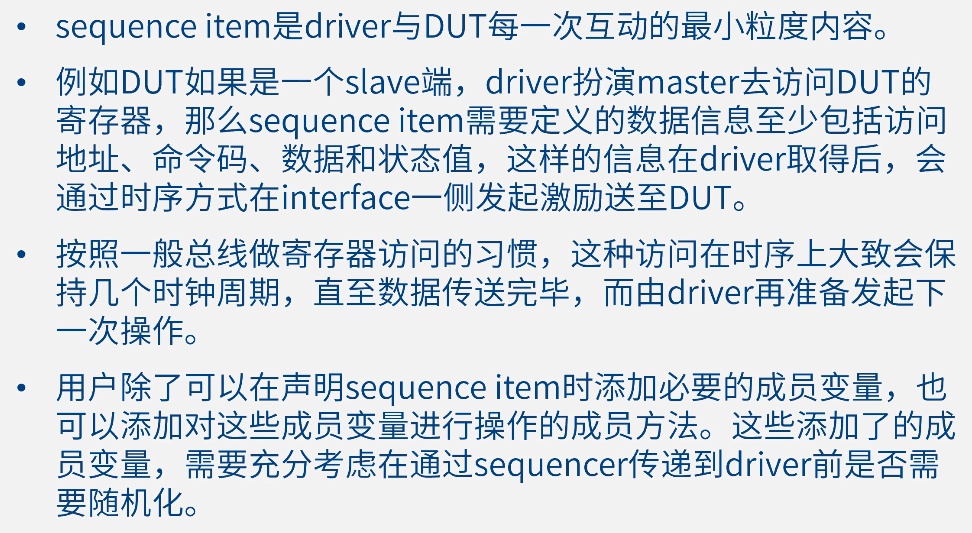 • sequence item是driver与DUT每一次互动的最小粒度内容。
• 例如DUT如果是一个slave端，driver扮演master去访问DUT的
寄存器，那么sequence item需要定义的数据信息至少包括访问
地址、命令码、数据和状态值，这样的信息在driver取得后，会
通过时序方式在interface一侧发起激励送至DUT。
• 按照一般总线做寄存器访问的习惯，这种访问在时序上大致会保
持几个时钟周期，直至数据传送完毕，而由driver再准备发起下
一次操作。
• 用户除了可以在声明sequence item时添加必要的成员变量，也
可以添加对这些成员变量进行操作的成员方法。这些添加了的成
员变量，需要充分考虑在通过sequencer传递到driver前是否需
要随机化。